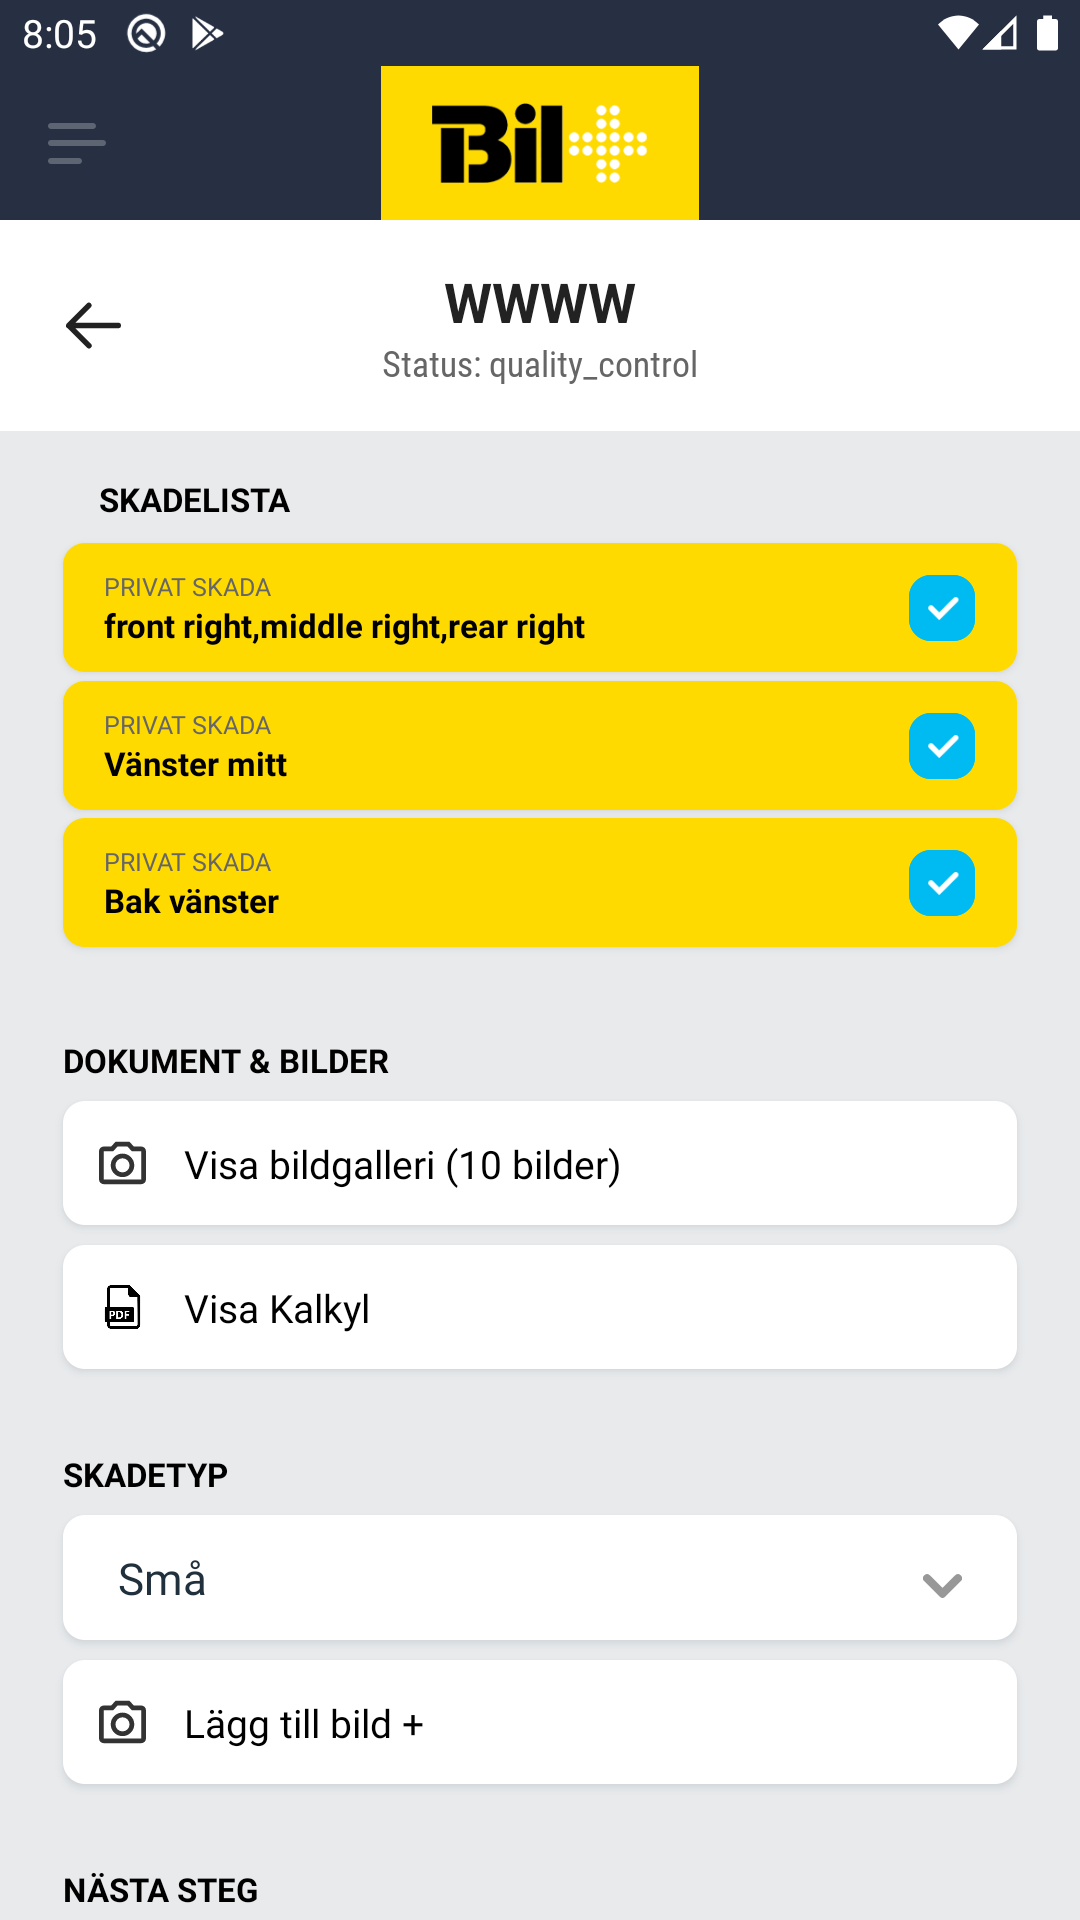 8:05
Bil
WWWW
Status: quality_control
SKADELISTA
PRIVAT SKADA
front right,middle right,rear right
PRIVAT SKADA
Vänster mitt
PRIVAT SKADA
Bak vänster
DOKUMENT & BILDER
Visa bildgalleri (10 bilder)
PDF
Visa Kalkyl
SKADETYP
Små
Lägg till bild +
NÄSTA STEG